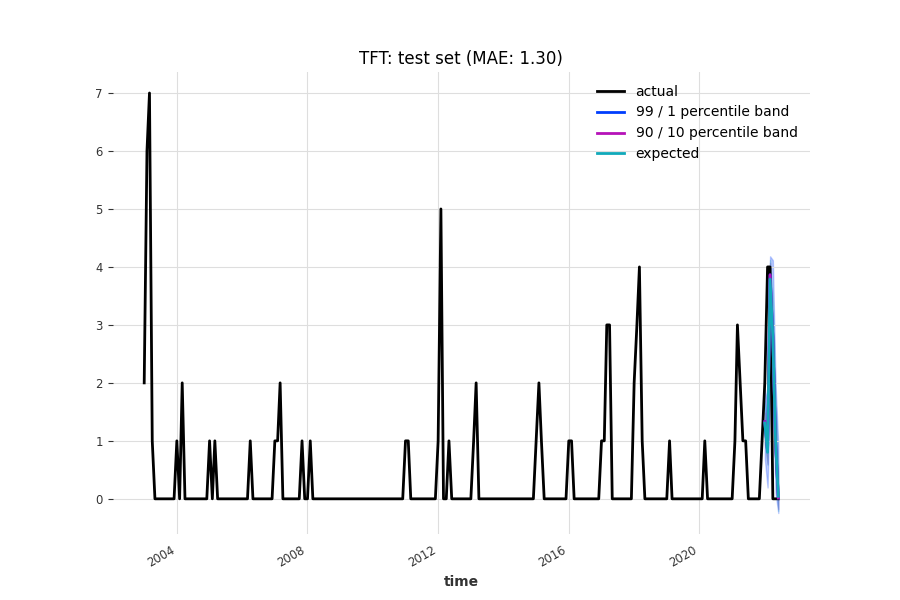 TFT: test set (MAE: 1.30)
actual
99 / 1 percentile band
90 / 10 percentile band
expected
7
6
5
4
3
2
1
0
2004
2008
2012
2016
2020
time